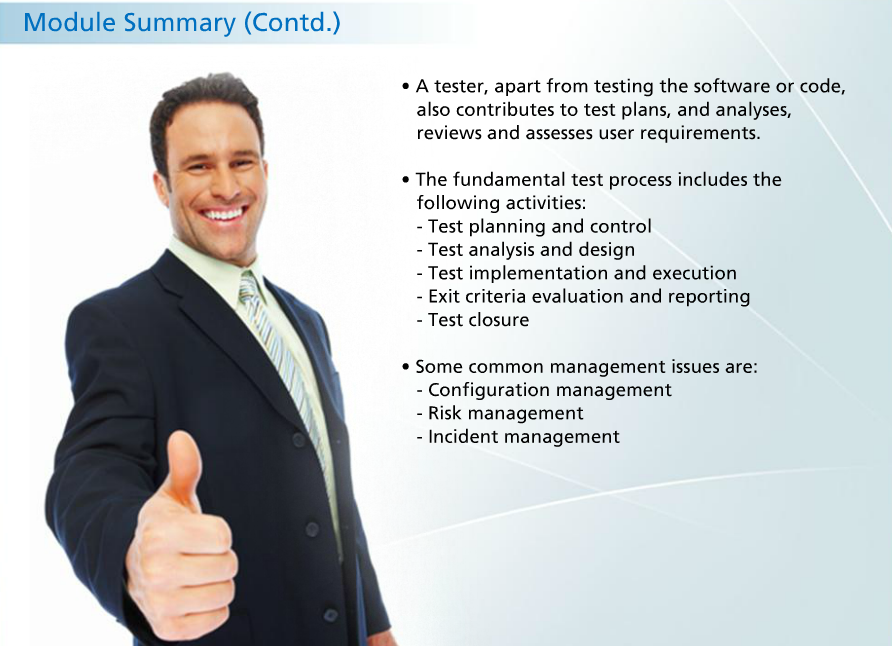 Module Summary (Contd.)
• A tester, apart from testing the software or code,
also contributes to test plans, and analyses,
reviews and assesses user requirements.
• The fundamental test process includes the
following activities:
- Test planning and control
- Test analysis and design
- Test implementation and execution
- Exit criteria evaluation and reporting
- Test closure
• Some common management issues are:
- Configuration management
- Risk management
- Incident management